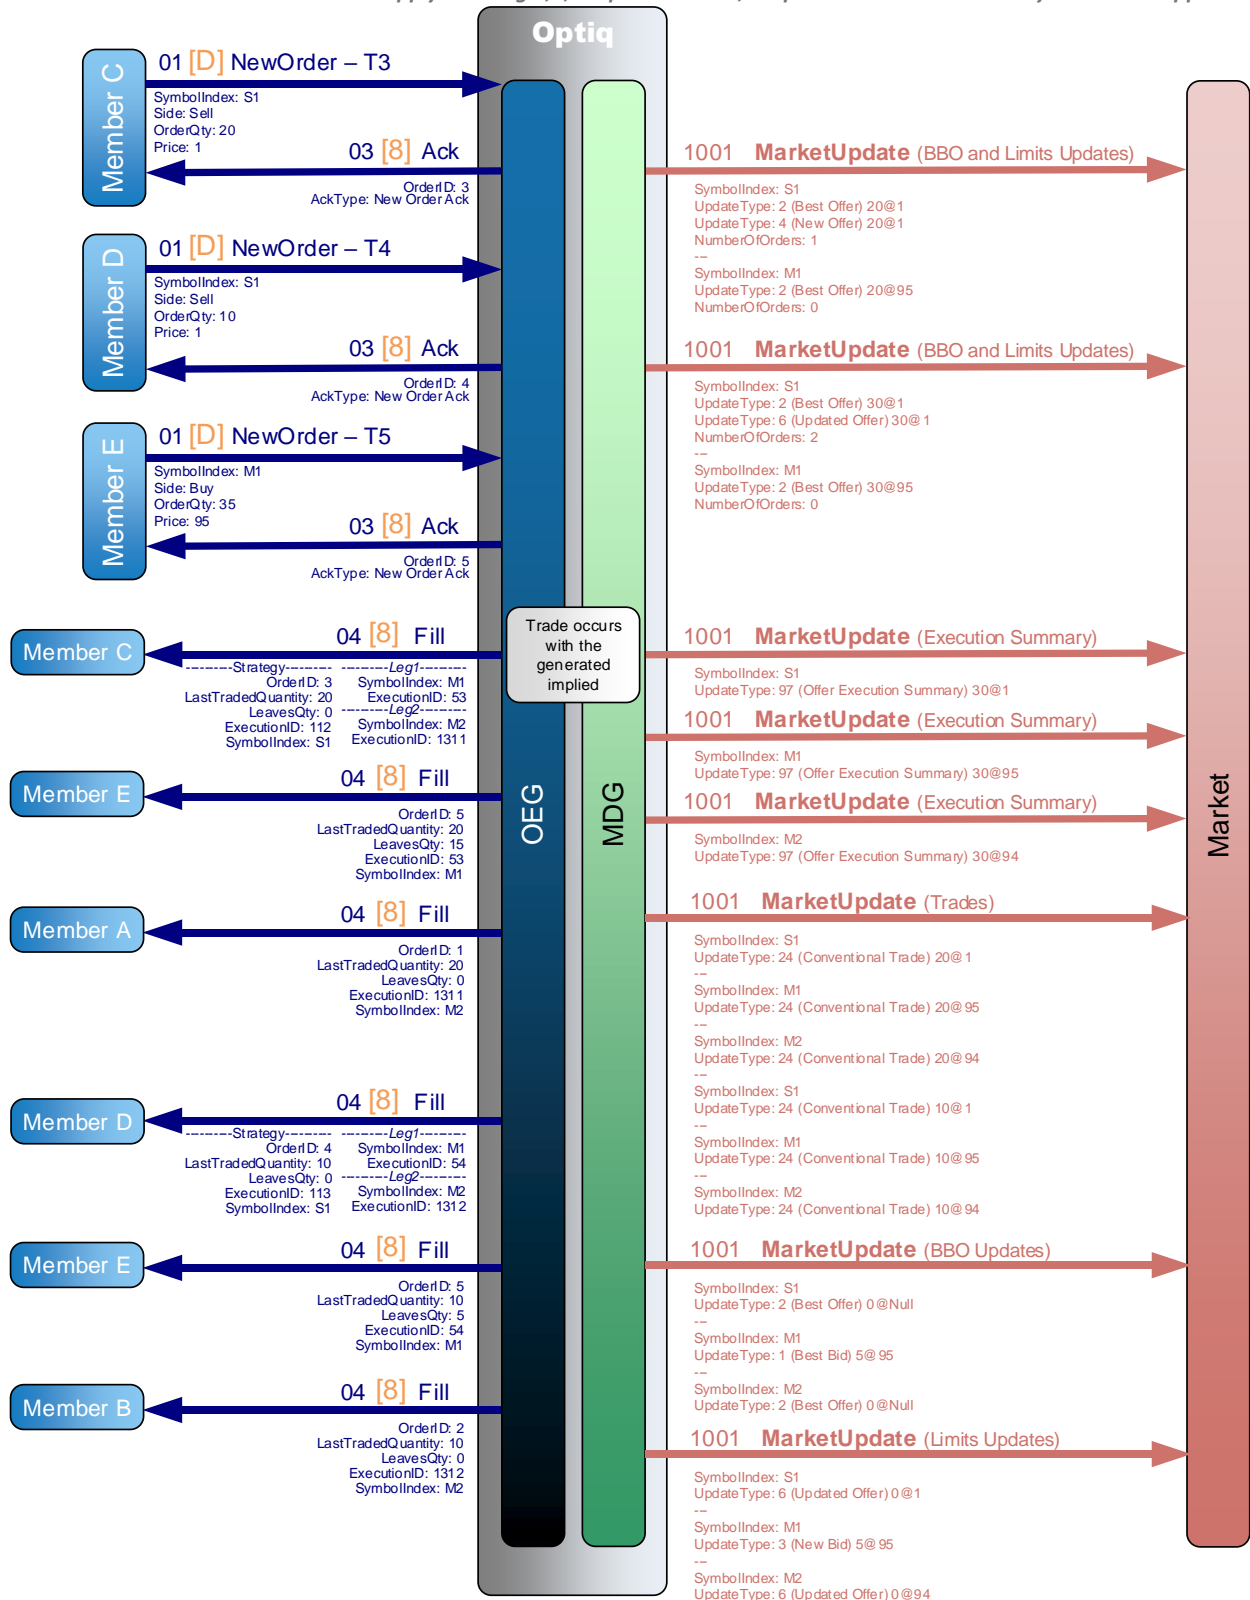 Optiq
Member C
01 [D] NewOrder – T3
SymbolIndex: S1
Side: Sell
OrderQty: 20
Price: 1
03 [8] Ack
OrderID: 3
AckType: New Order Ack
1001 MarketUpdate (BBO and Limits Updates)
SymbolIndex: S1
UpdateType: 2 (Best Offer) 20@1
UpdateType: 4 (New Offer) 20@1
NumberOfOrders: 1
---
SymbolIndex: M1
UpdateType: 2 (Best Offer) 20@95
NumberOfOrders: 0
Member D
01 [D] NewOrder – T4
SymbolIndex: S1
Side: Sell
OrderQty: 10
Price: 1
03 [8] Ack
OrderID: 4
AckType: New Order Ack
1001 MarketUpdate (BBO and Limits Updates)
SymbolIndex: S1
UpdateType: 2 (Best Offer) 30@1
UpdateType: 6 (Updated Offer) 30@1
NumberOfOrders: 2
---
SymbolIndex: M1
UpdateType: 2 (Best Offer) 30@95
NumberOfOrders: 0
Member E
01 [D] NewOrder – T5
SymbolIndex: M1
Side: Buy
OrderQty: 35
Price: 95
03 [8] Ack
OrderID: 5
AckType: New Order Ack
OEG
MDG
Market
Trade occurs
with the
generated
implied
Member C
04 [8] Fill
----------Strategy----------
OrderID: 3
LastTradedQuantity: 20
LeavesQty: 0
ExecutionID: 112
SymbolIndex: S1
----------Leg1----------
SymbolIndex: M1
ExecutionID: 53
----------Leg2----------
SymbolIndex: M2
ExecutionID: 1311
1001 MarketUpdate (Execution Summary)
SymbolIndex: S1
UpdateType: 97 (Offer Execution Summary) 30@1
1001 MarketUpdate (Execution Summary)
SymbolIndex: M1
UpdateType: 97 (Offer Execution Summary) 30@95
Member E
04 [8] Fill
OrderID: 5
LastTradedQuantity: 20
LeavesQty: 15
ExecutionID: 53
SymbolIndex: M1
1001 MarketUpdate (Execution Summary)
SymbolIndex: M2
UpdateType: 97 (Offer Execution Summary) 30@94
Member A
04 [8] Fill
OrderID: 1
LastTradedQuantity: 20
LeavesQty: 0
ExecutionID: 1311
SymbolIndex: M2
1001 MarketUpdate (Trades)
SymbolIndex: S1
UpdateType: 24 (Conventional Trade) 20@1
---
SymbolIndex: M1
UpdateType: 24 (Conventional Trade) 20@95
---
SymbolIndex: M2
UpdateType: 24 (Conventional Trade) 20@94
---
SymbolIndex: S1
UpdateType: 24 (Conventional Trade) 10@1
---
SymbolIndex: M1
UpdateType: 24 (Conventional Trade) 10@95
---
SymbolIndex: M2
UpdateType: 24 (Conventional Trade) 10@94
Member D
04 [8] Fill
----------Strategy----------
OrderID: 4
LastTradedQuantity: 10
LeavesQty: 0
ExecutionID: 113
SymbolIndex: S1
----------Leg1----------
SymbolIndex: M1
ExecutionID: 54
----------Leg2----------
SymbolIndex: M2
ExecutionID: 1312
Member E
04 [8] Fill
OrderID: 5
LastTradedQuantity: 10
LeavesQty: 5
ExecutionID: 54
SymbolIndex: M1
1001 MarketUpdate (BBO Updates)
SymbolIndex: S1
UpdateType: 2 (Best Offer) 0@Null
---
SymbolIndex: M1
UpdateType: 1 (Best Bid) 5@95
---
SymbolIndex: M2
UpdateType: 2 (Best Offer) 0@Null
Member B
04 [8] Fill
OrderID: 2
LastTradedQuantity: 10
LeavesQty: 0
ExecutionID: 1312
SymbolIndex: M2
1001 MarketUpdate (Limits Updates)
SymbolIndex: S1
UpdateType: 6 (Updated Offer) 0@1
---
SymbolIndex: M1
UpdateType: 3 (New Bid) 5@95
---
SymbolIndex: M2
UpdateType: 6 (Updated Offer) 0@94